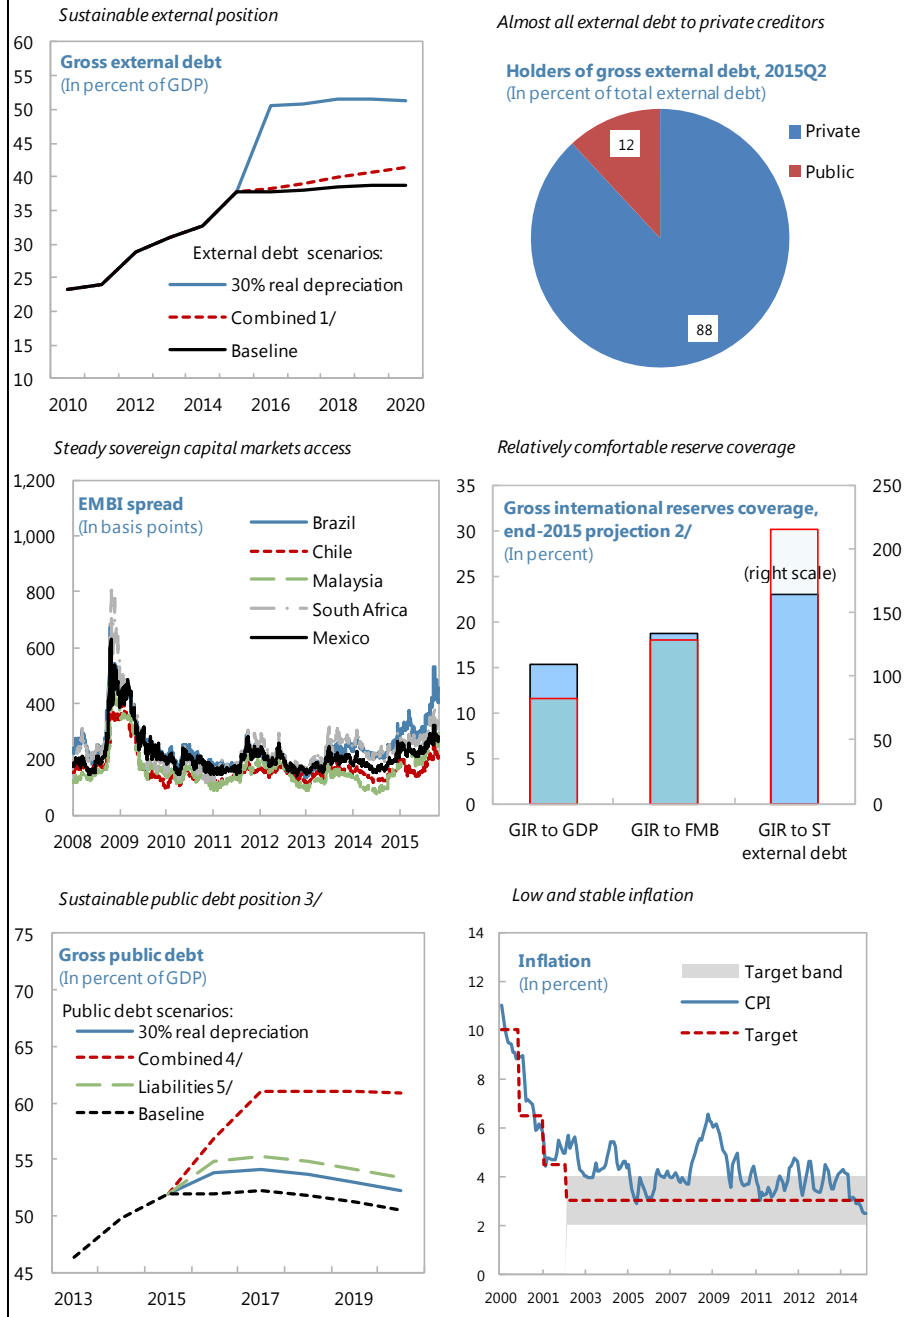 Sustainable external position
Gross external debt
(In percent of GDP)
60
55
50
45
40
35
30
25
20
15
10
External debt scenarios:
30% real depreciation
Combined 1/
Baseline
2010 2012 2014 2016 2018 2020
Almost all external debt to private creditors
Holders of gross external debt, 2015Q2
(In percent of total external debt)
Private
Public
12
88
Steady sovereign capital markets access
EMBI spread
(In basis points)
1,200
1,000
800
600
400
200
0
Brazil
Chile
Malaysia
South Africa
Mexico
2008 2009 2010 2011 2012 2013 2014 2015
Relatively comfortable reserve coverage
Gross international reserves coverage,
end-2015 projection 2/
(In percent)
35
30
25
20
15
10
5
0
250
200
150
100
50
0
(right scale)
GIR to GDP GIR to FMB GIR to ST
external debt
Sustainable public debt position 3/
Gross public debt
(In percent of GDP)
75
70
65
60
55
50
45
Public debt scenarios:
30% real depreciation
Combined 4/
Liabilities 5/
Baseline
2013 2015 2017 2019
Low and stable inflation
Inflation
(In percent)
14
12
10
8
6
4
2
0
Target band
CPI
Target
2000 2001 2003 2005 2007 2009 2011 2012 2014